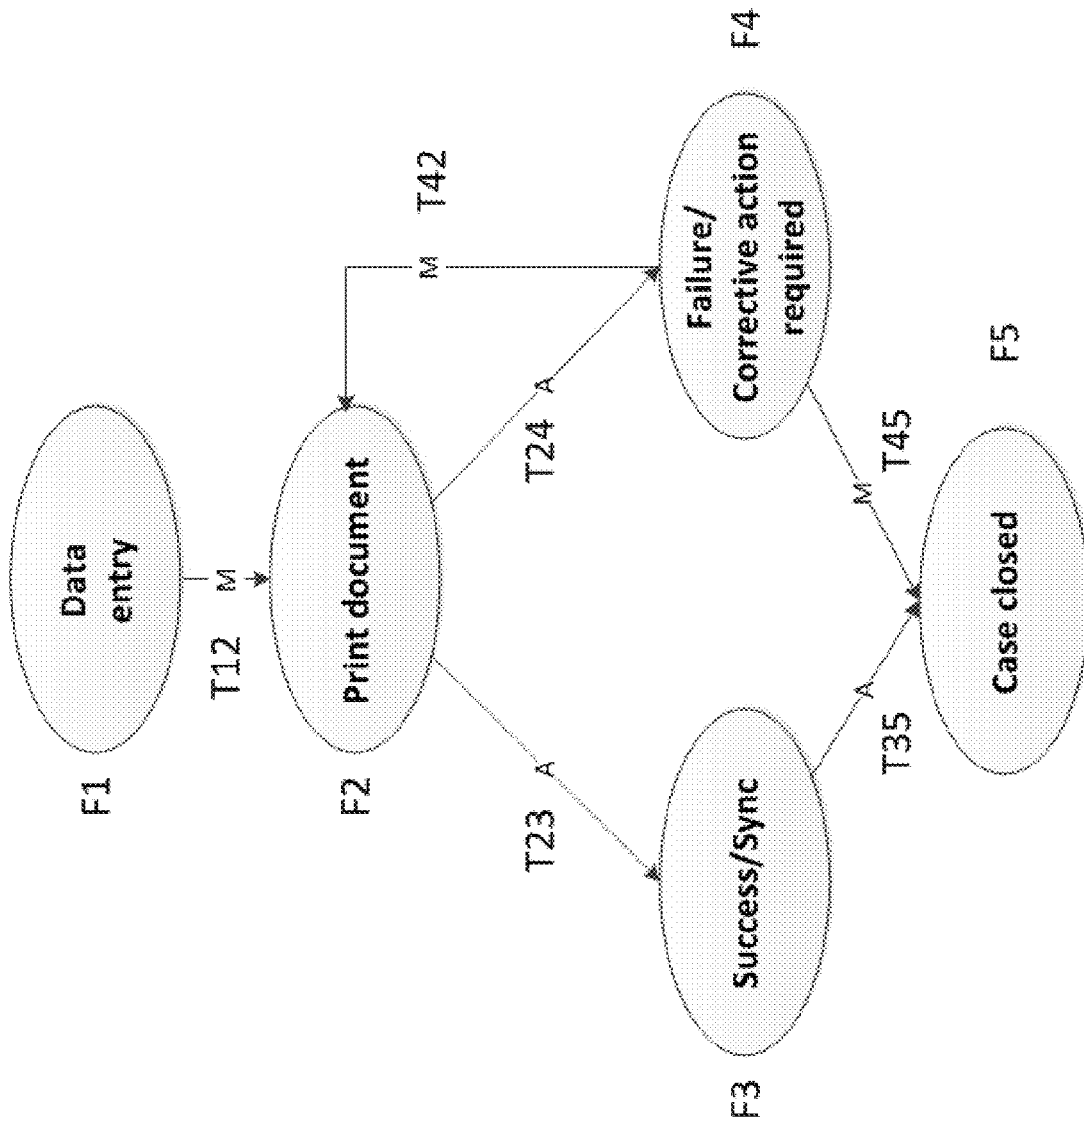 F1
Data
entry
T12
M
F2
Print document
T23
A
T24
A
T42
M
F3
Success/Sync
F4
Failure/
Corrective action
required
T35
A
T45
M
F5
Case closed